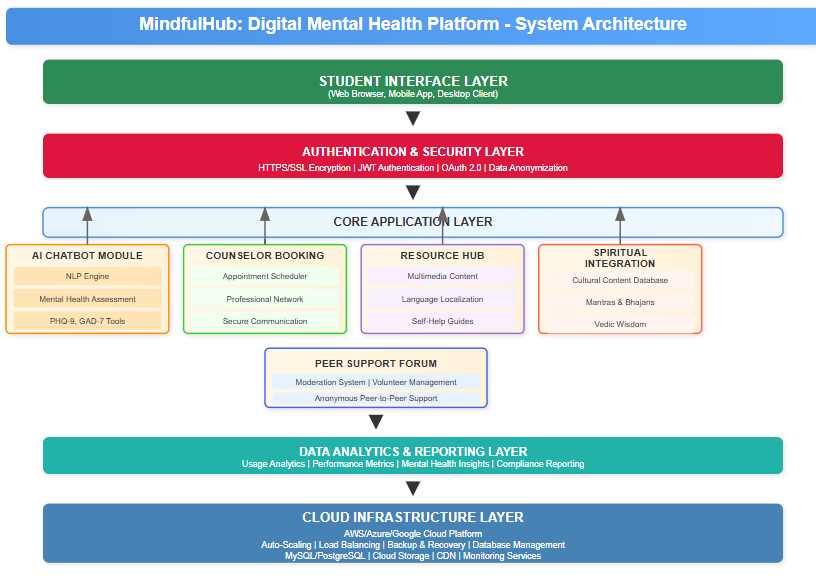 MindfulHub: Digital Mental Health Platform - System Architecture
STUDENT INTERFACE LAYER
(Web Browser, Mobile App, Desktop Client)
AUTHENTICATION & SECURITY LAYER
HTTPS/SSL Encryption | JWT Authentication | OAuth 2.0 | Data Anonymization
CORE APPLICATION LAYER
AI CHATBOT MODULE
NLP Engine
Mental Health Assessment
PHQ-9, GAD-7 Tools
COUNSELOR BOOKING
Appointment Scheduler
Professional Network
Secure Communication
RESOURCE HUB
Multimedia Content
Language Localization
Self-Help Guides
SPIRITUAL
INTEGRATION
Cultural Content Database
Mantras & Bhajans
Vedic Wisdom
PEER SUPPORT FORUM
Moderation System | Volunteer Management
Anonymous Peer-to-Peer Support
DATA ANALYTICS & REPORTING LAYER
Usage Analytics | Performance Metrics | Mental Health Insights | Compliance Reporting
CLOUD INFRASTRUCTURE LAYER
AWS/Azure/Google Cloud Platform
Auto-Scaling | Load Balancing | Backup & Recovery | Database Management
MySQL/PostgreSQL | Cloud Storage | CDN | Monitoring Services